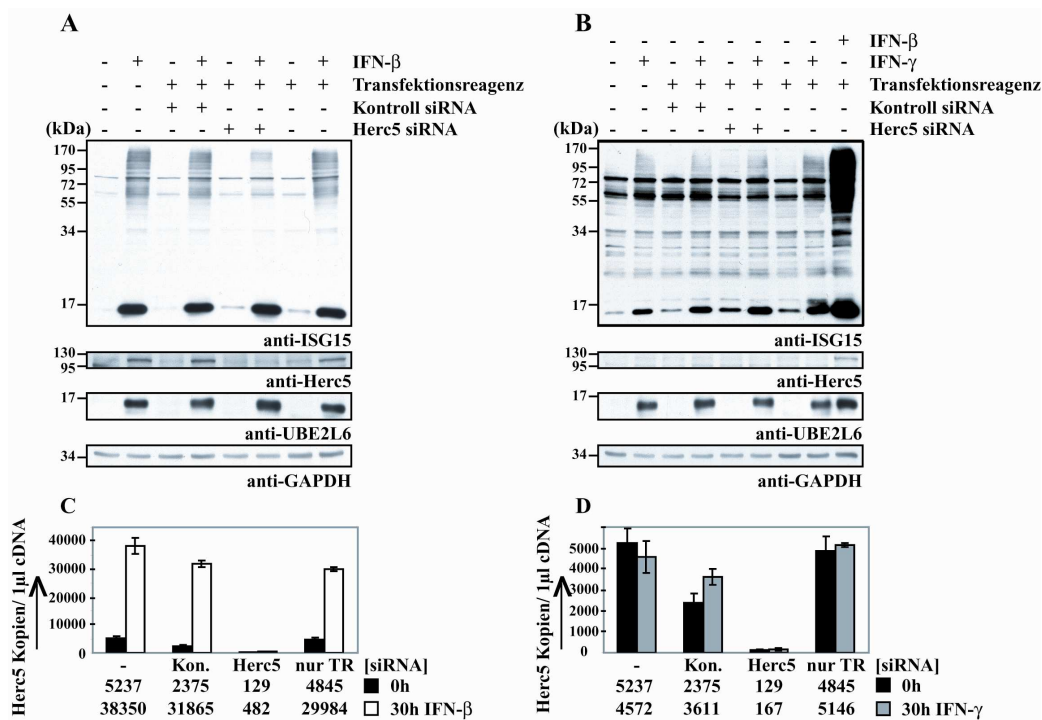 A
- + - + - + - + IFN-β
- - + + + + + + Transfektionsreagenz
- - + + - - - - Kontroll siRNA
- - - - + + - - Herc5 siRNA
(kDa)
170
95
72
55
34
17
anti-ISG15
130
95
anti-Herc5
17
anti-UBE2L6
34
anti-GAPDH
B
- - - - - - - - + IFN-β
- + - + - + - + - IFN-γ
- - + + + + + + + Transfektionsreagenz
- - + + - - - - - Kontroll siRNA
- - - - + + - - - Herc5 siRNA
(kDa)
170
95
72
55
34
17
anti-ISG15
130
95
anti-Herc5
17
anti-UBE2L6
34
anti-GAPDH
C
Herc5 Kopien/ 1µl cDNA
40000
30000
20000
10000
0
- Kon. Herc5 nur TR [siRNA]
5237 2375 129 4845 0h
38350 31865 482 29984 30h IFN-β
D
Herc5 Kopien/ 1µl cDNA
5000
4000
3000
2000
1000
0
- Kon. Herc5 nur TR [siRNA]
5237 2375 129 4845 0h
4572 3611 167 5146 30h IFN-γ